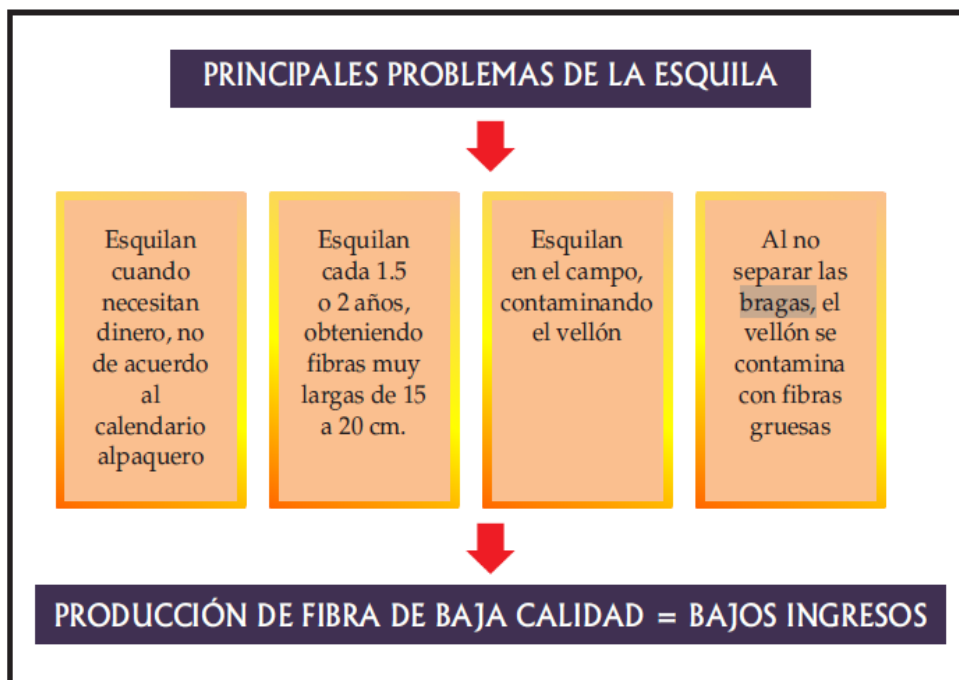 PRINCIPALES PROBLEMAS DE LA ESQUILA
Esquilan
cuando
necesitan
dinero, no
de acuerdo
al
calendario
alpaquero
Esquilan
cada 1.5
o 2 años,
obteniendo
fibras muy
largas de 15
a 20 cm.
Esquilan
en el campo,
contaminando
el vellón
Al no
separar las
bragas, el
vellón se
contamina
con fibras
gruesas
PRODUCCIÓN DE FIBRA DE BAJA CALIDAD = BAJOS INGRESOS